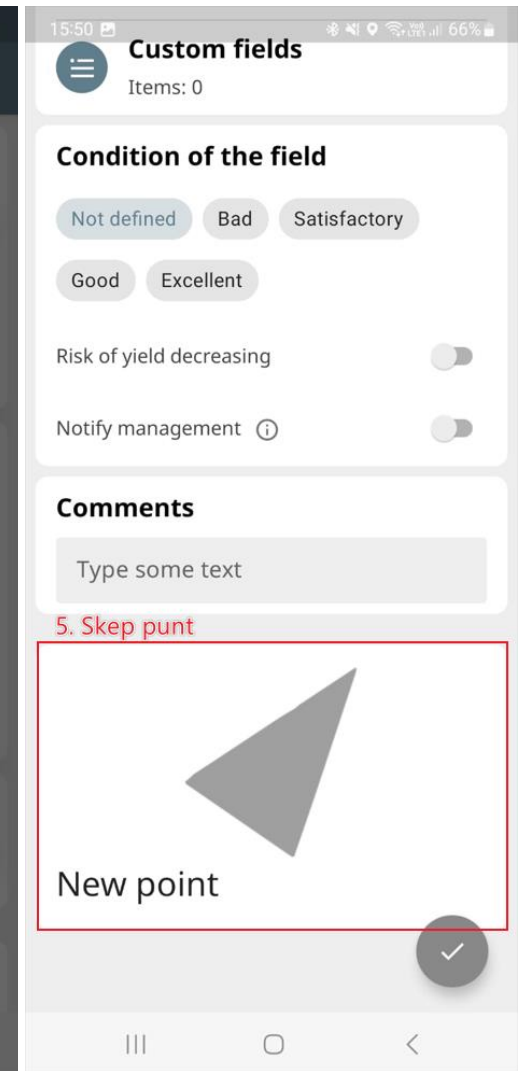 15:50 66%
Custom fields
Items: 0
Condition of the field
Not defined Bad Satisfactory
Good Excellent
Risk of yield decreasing
Notify management
Comments
Type some text
5. Skep punt
New point